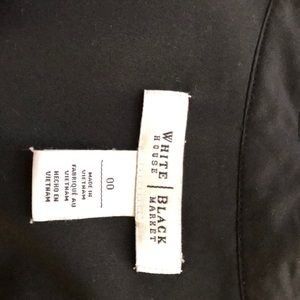 WHITE | BLACK
HOUSE | MARKET
00
MADE IN
VIETNAM
FABRIQUÉ AU
VIETNAM
HECHO EN
VIETNAM